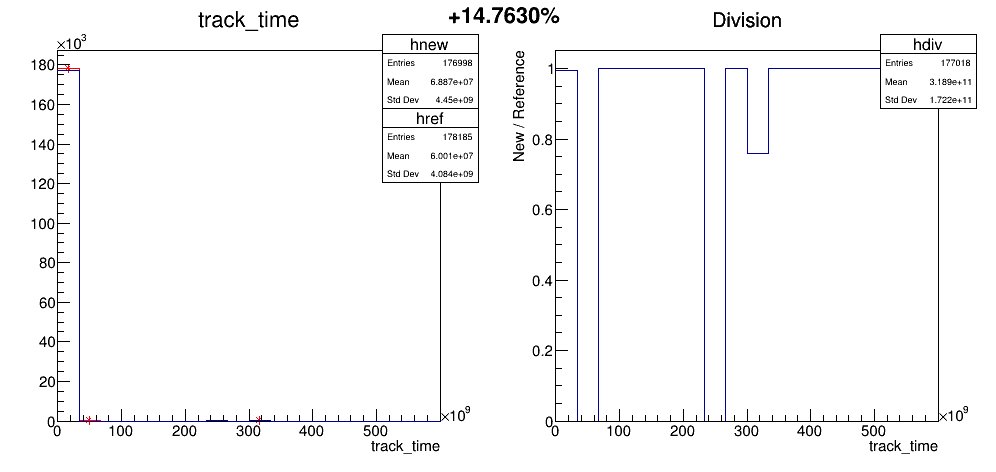 track_time
+14.7630%
Division
×10³
hnew
Entries 176998
Mean 6.887e+07
Std Dev 4.45e+09
href
Entries 178185
Mean 6.001e+07
Std Dev 4.084e+09
180
160
140
120
100
80
60
40
20
0
0 100 200 300 400 500
×10⁹
track_time
hdiv
Entries 177018
Mean 3.189e+11
Std Dev 1.722e+11
New / Reference
1
0.8
0.6
0.4
0.2
0
0 100 200 300 400 500
×10⁹
track_time